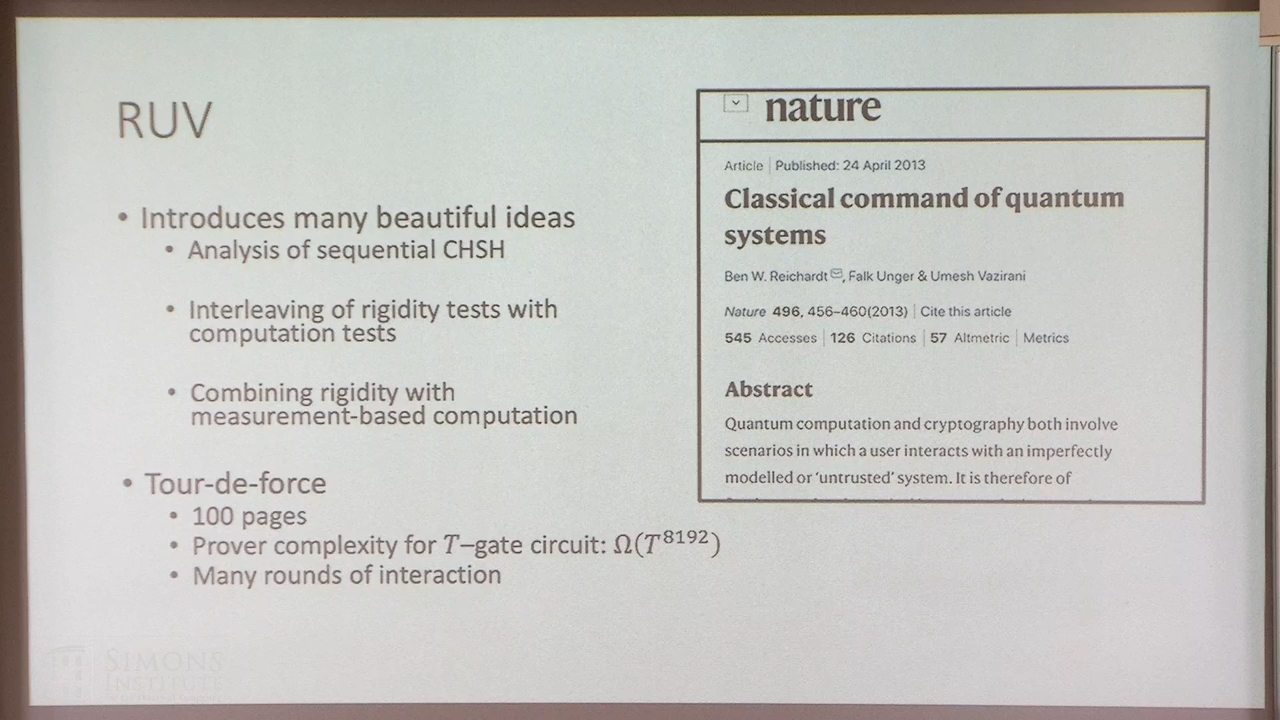 RUV
• Introduces many beautiful ideas
• Analysis of sequential CHSH
• Interleaving of rigidity tests with
computation tests
• Combining rigidity with
measurement-based computation
• Tour-de-force
• 100 pages
• Prover complexity for T–gate circuit: Ω(T^8192)
• Many rounds of interaction
nature
Article | Published: 24 April 2013
Classical command of quantum
systems
Ben W. Reichardt, Falk Unger & Umesh Vazirani
Nature 496, 456–460(2013) | Cite this article
545 Accesses | 126 Citations | 57 Altmetric | Metrics
Abstract
Quantum computation and cryptography both involve
scenarios in which a user interacts with an imperfectly
modelled or ‘untrusted’ system. It is therefore of
SIMONS
INSTITUTE